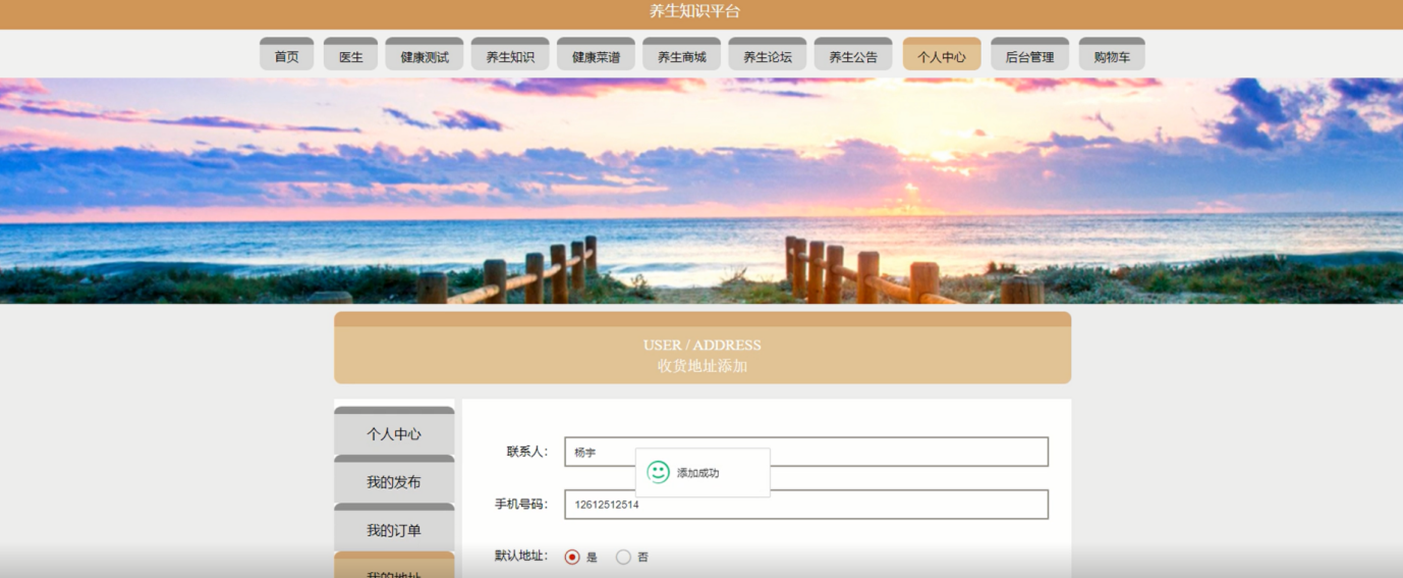 养生知识平台
首页 医生 健康测试 养生知识 健康菜谱 养生商城 养生论坛 养生公告 个人中心 后台管理 购物车
USER / ADDRESS
收货地址添加
个人中心
我的发布
我的订单
我的地址
联系人： 杨宇
添加成功
手机号码： 12612512514
默认地址： 是 否